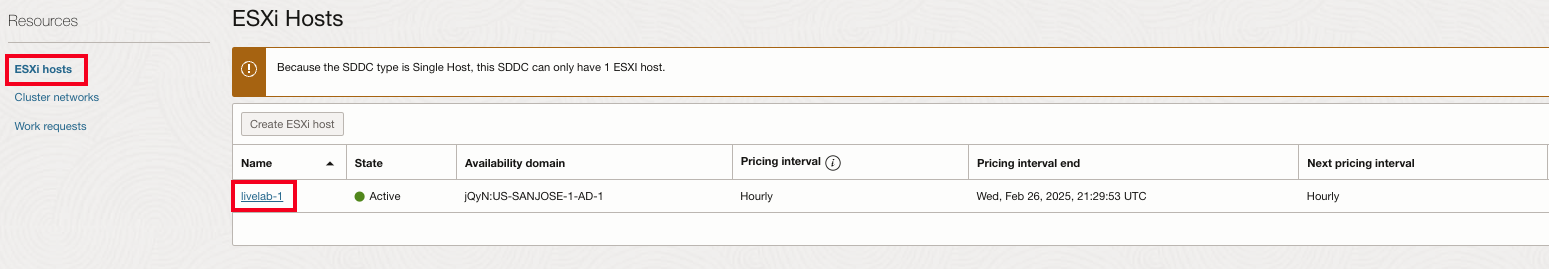 Resources
ESXi hosts
Cluster networks
Work requests
ESXi Hosts
Because the SDDC type is Single Host, this SDDC can only have 1 ESXI host.
Create ESXi host
Name State Availability domain Pricing interval i Pricing interval end Next pricing interval
livelab-1 Active jQyN:US-SANJOSE-1-AD-1 Hourly Wed, Feb 26, 2025, 21:29:53 UTC Hourly